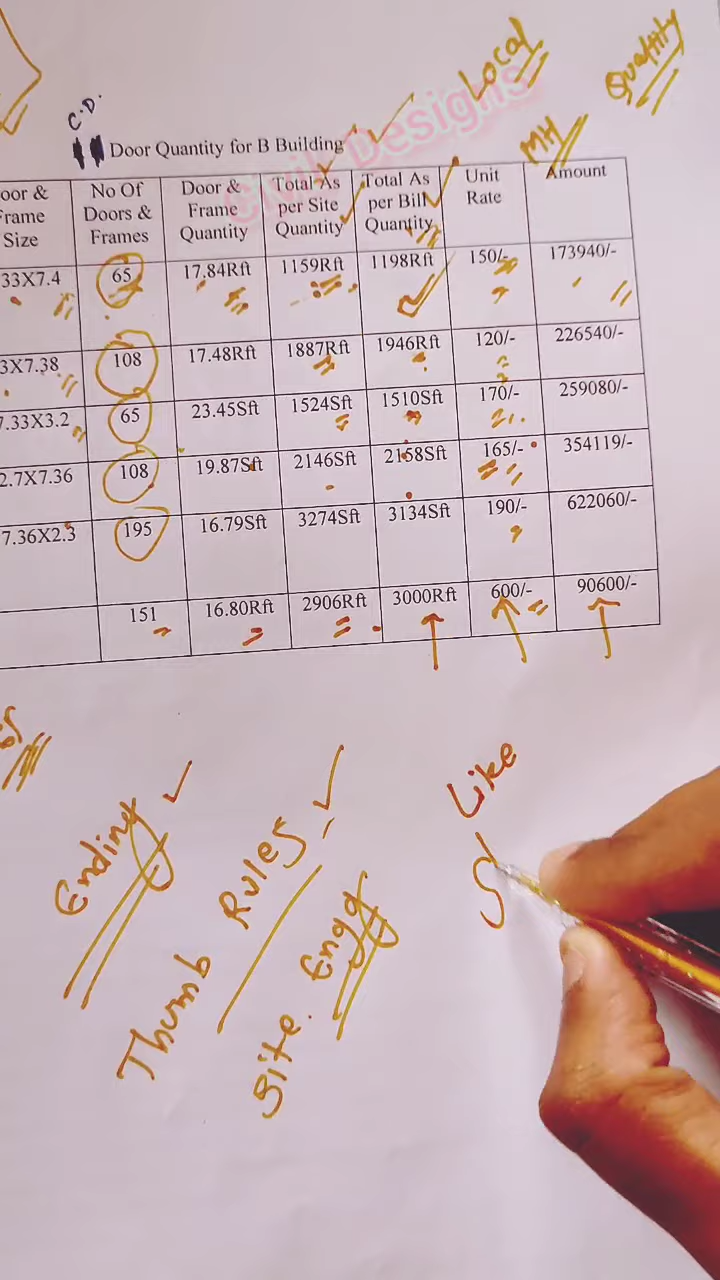 Local
Quantity
MH
C.D.
Door Quantity for B Building
Civil Designs
oor & Frame Size | No Of Doors & Frames | Door & Frame Quantity | Total As per Site Quantity | Total As per Bill Quantity | Unit Rate | Amount
33X7.4 | 65 | 17.84Rft | 1159Rft | 1198Rft | 150/- | 173940/-
3X7.38 | 108 | 17.48Rft | 1887Rft | 1946Rft | 120/- | 226540/-
7.33X3.2 | 65 | 23.45Sft | 1524Sft | 1510Sft | 170/- | 259080/-
2.7X7.36 | 108 | 19.87Sft | 2146Sft | 2158Sft | 165/- | 354119/-
7.36X2.3 | 195 | 16.79Sft | 3274Sft | 3134Sft | 190/- | 622060/-
151 | 16.80Rft | 2906Rft | 3000Rft | 600/- | 90600/-
Ending
Thumb Rules
Site. Engg
Like
S